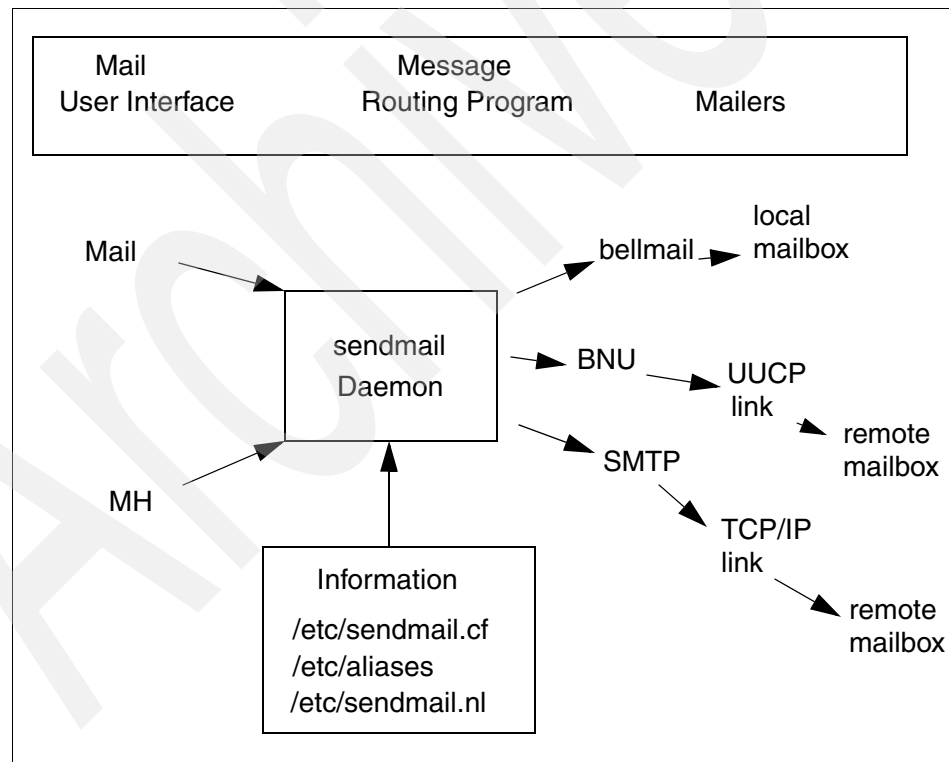 Mail
User Interface
Message
Routing Program
Mailers
Mail
MH
sendmail
Daemon
Information
/etc/sendmail.cf
/etc/aliases
/etc/sendmail.nl
bellmail
local
mailbox
BNU
UUCP
link
remote
mailbox
SMTP
TCP/IP
link
remote
mailbox